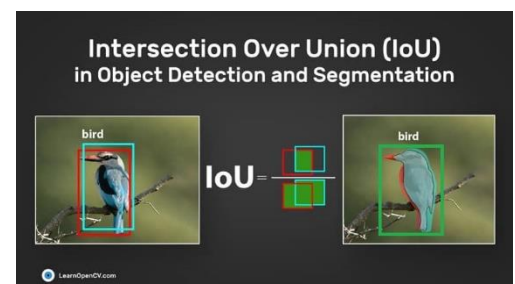 Intersection Over Union (IoU)
in Object Detection and Segmentation
bird
IoU=
bird
LearnOpenCV.com